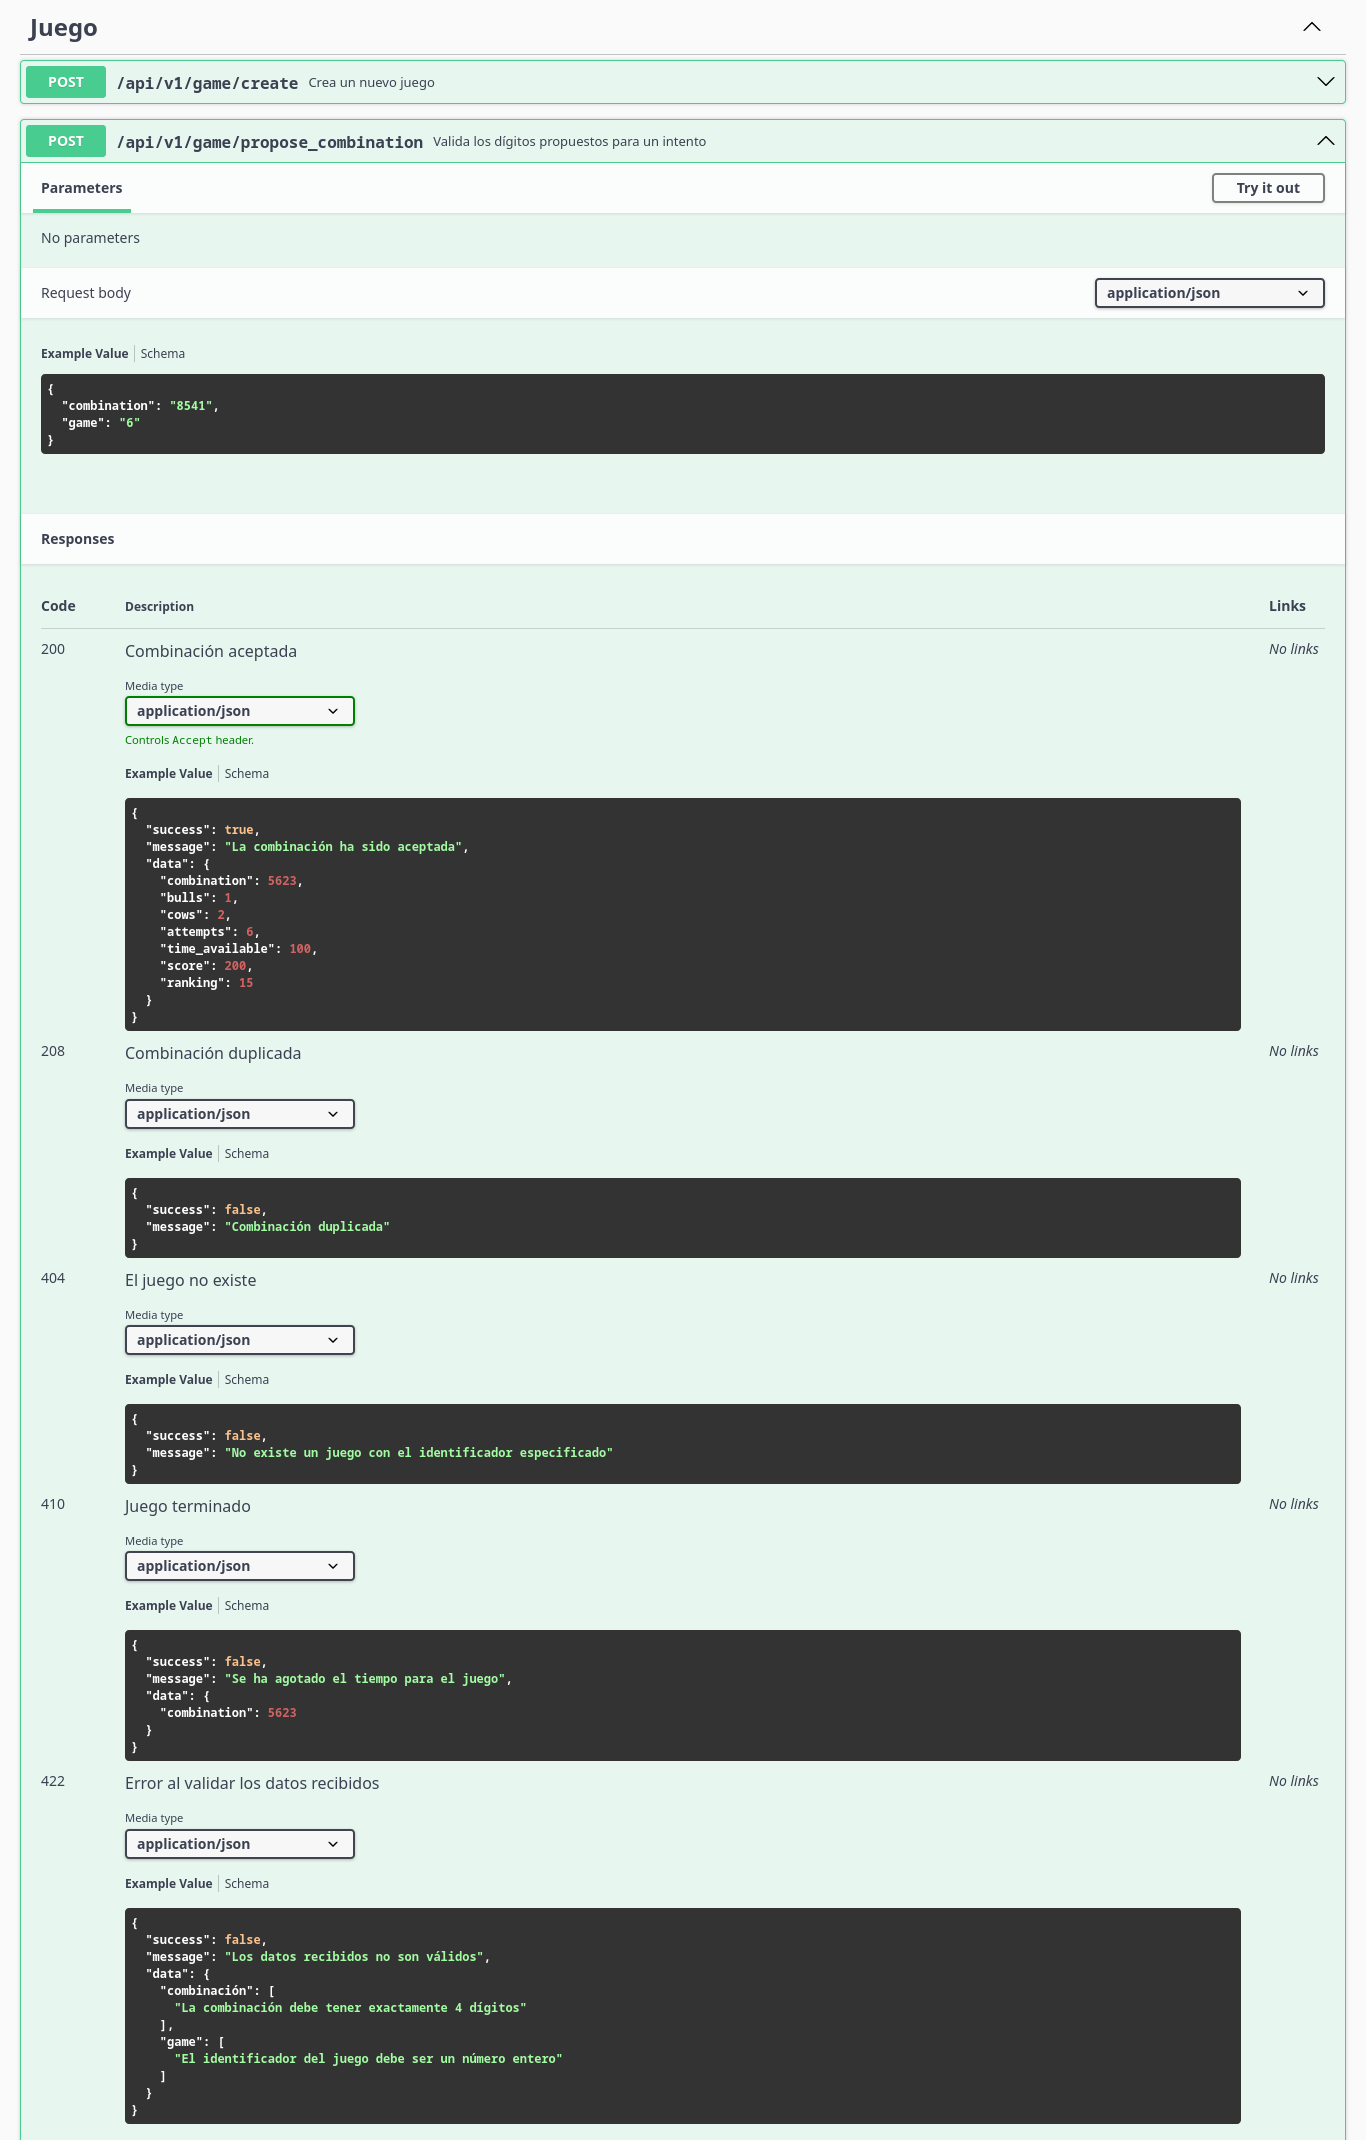 Juego
POST /api/v1/game/create Crea un nuevo juego
POST /api/v1/game/propose_combination Valida los dígitos propuestos para un intento
Parameters Try it out
No parameters
Request body application/json
Example Value Schema
{
  "combination": "8541",
  "game": "6"
}
Responses
Code Description Links
200 Combinación aceptada No links
Media type
application/json
Controls Accept header.
Example Value Schema
{
  "success": true,
  "message": "La combinación ha sido aceptada",
  "data": {
    "combination": 5623,
    "bulls": 1,
    "cows": 2,
    "attempts": 6,
    "time_available": 100,
    "score": 200,
    "ranking": 15
  }
}
208 Combinación duplicada No links
Media type
application/json
Example Value Schema
{
  "success": false,
  "message": "Combinación duplicada"
}
404 El juego no existe No links
Media type
application/json
Example Value Schema
{
  "success": false,
  "message": "No existe un juego con el identificador especificado"
}
410 Juego terminado No links
Media type
application/json
Example Value Schema
{
  "success": false,
  "message": "Se ha agotado el tiempo para el juego",
  "data": {
    "combination": 5623
  }
}
422 Error al validar los datos recibidos No links
Media type
application/json
Example Value Schema
{
  "success": false,
  "message": "Los datos recibidos no son válidos",
  "data": {
    "combinación": [
      "La combinación debe tener exactamente 4 dígitos"
    ],
    "game": [
      "El identificador del juego debe ser un número entero"
    ]
  }
}